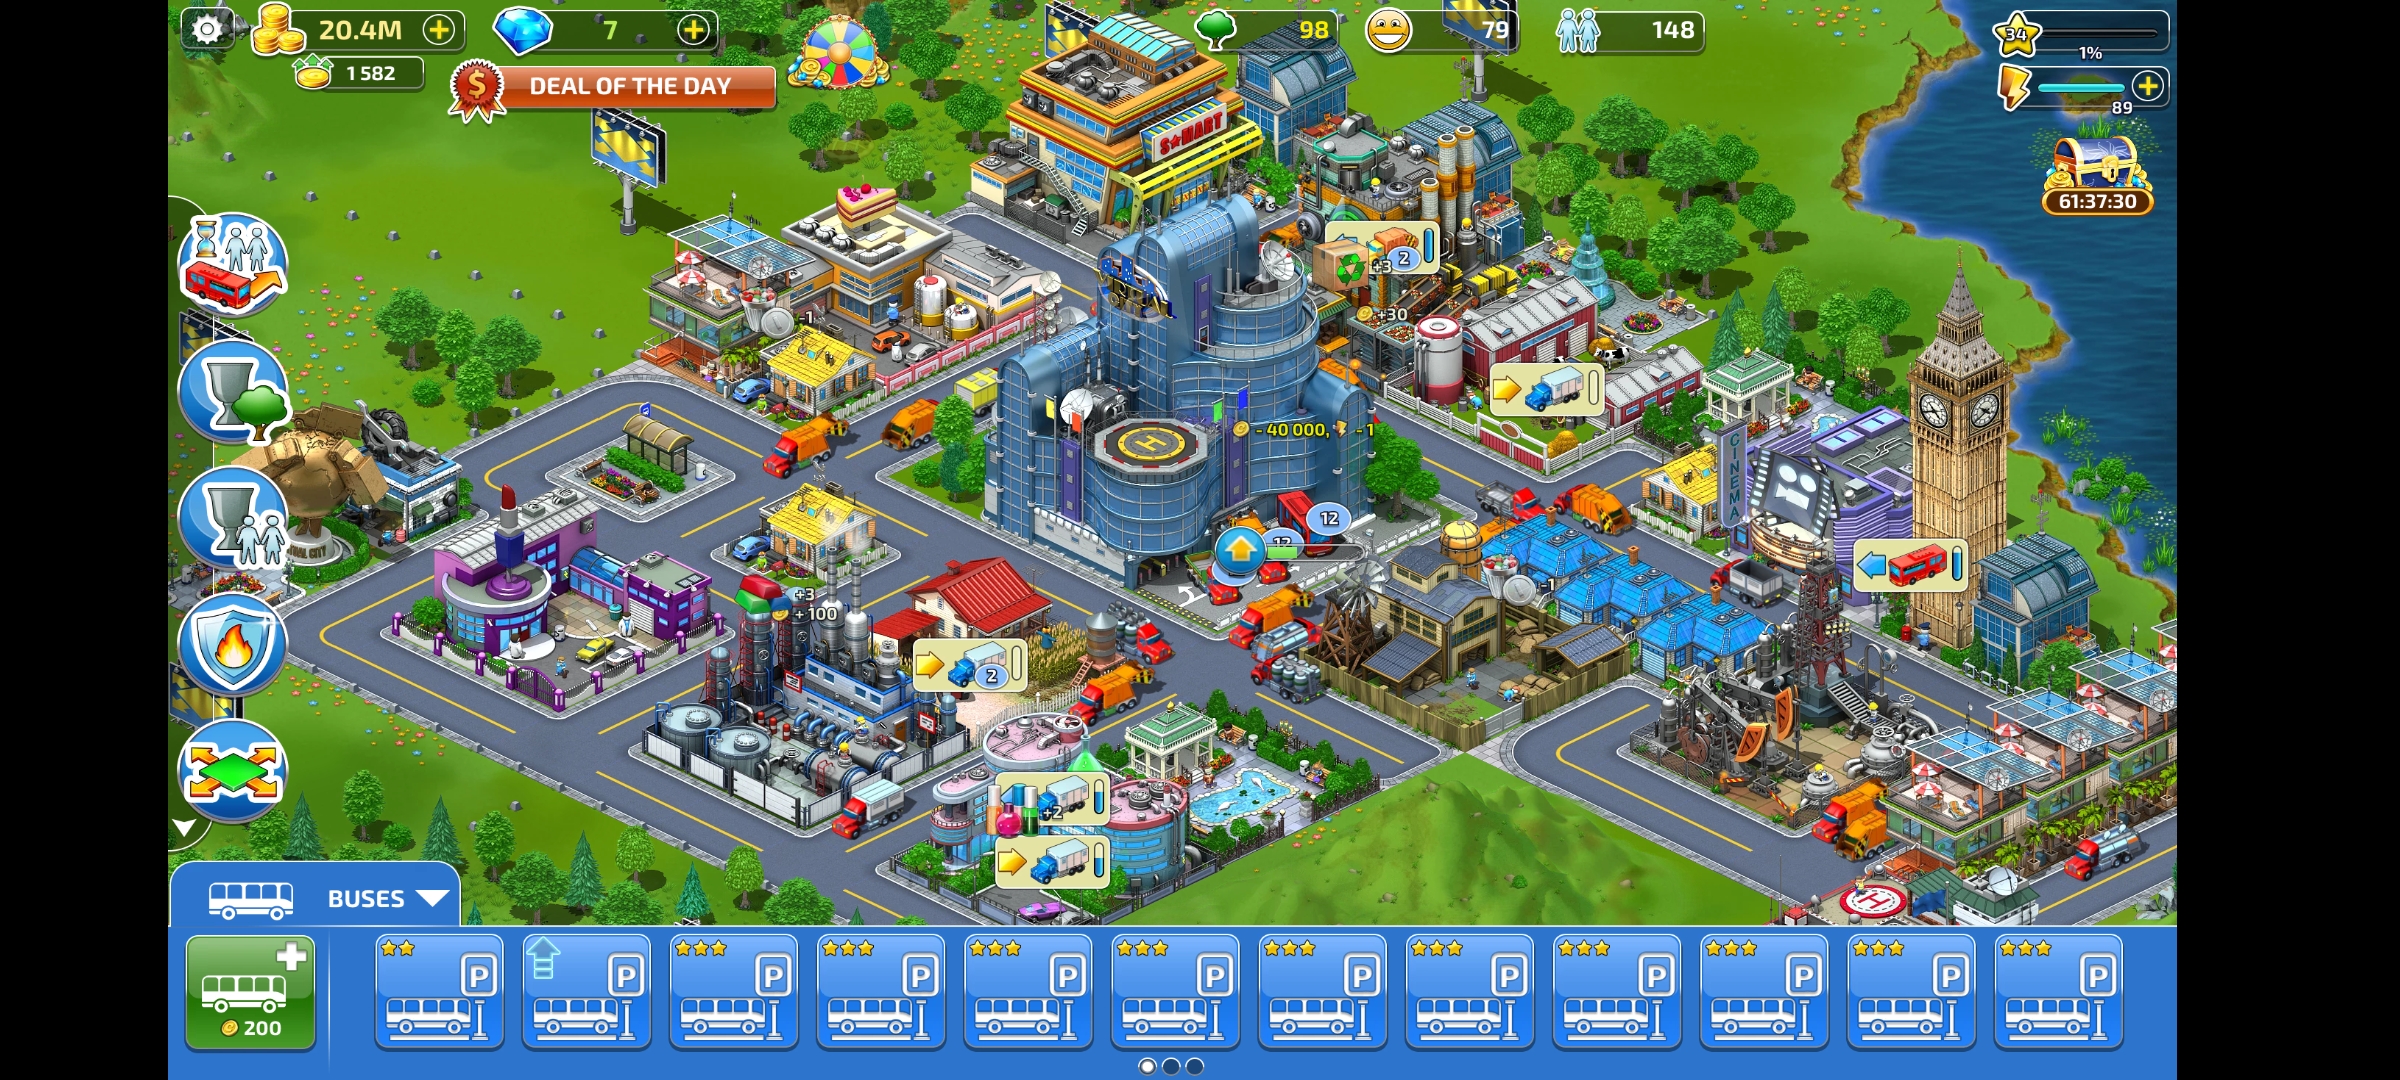 20.4M
7
98
79
148
34
1%
1 582
DEAL OF THE DAY
89
S★MART
61:37:30
+3
2
-1
+30
CINEMA
- 40 000, - 1
12
12
-1
+3
+100
2
+2
BUSES
200
P
P
P
P
P
P
P
P
P
P
P
P
H
H